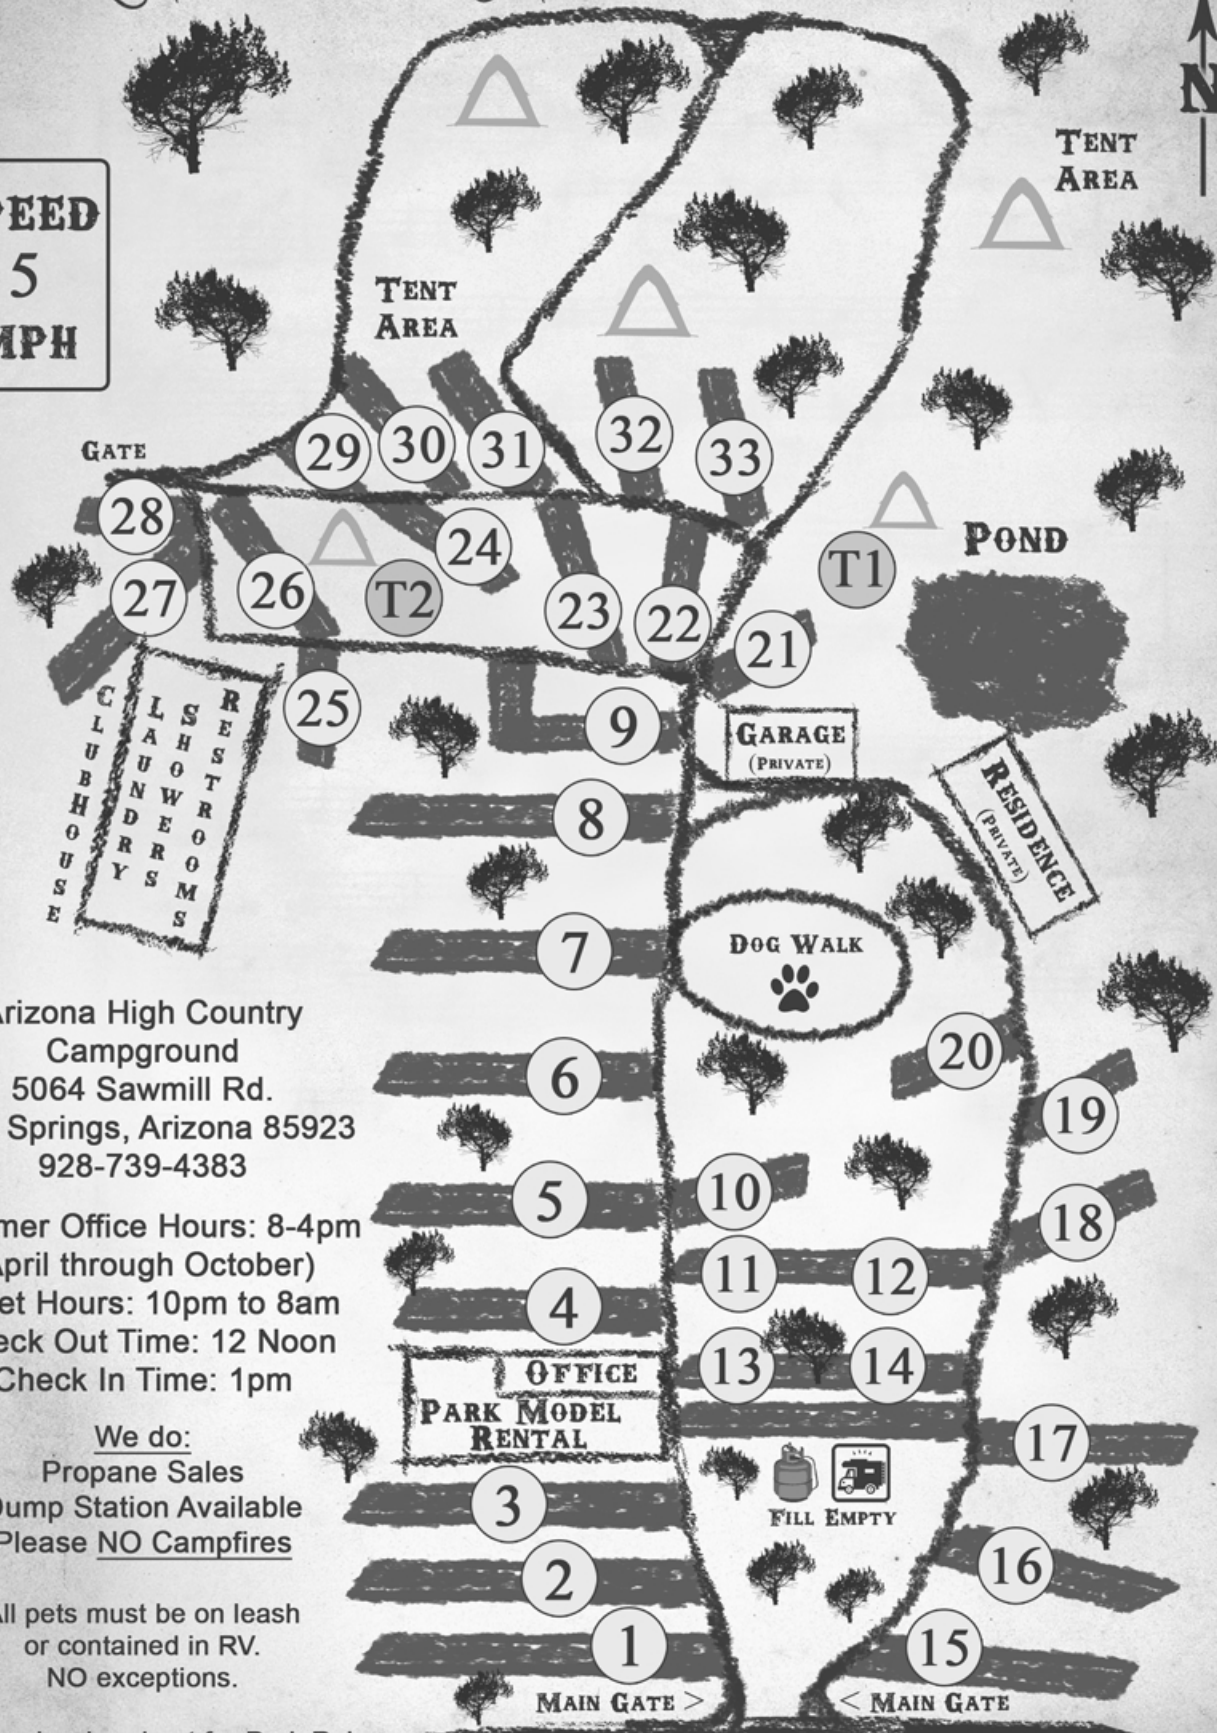 N
TENT
AREA
PEED
5
MPH
TENT
AREA
GATE
29
30
31
32
33
28
27
26
T2
24
23
22
T1
21
POND
25
9
GARAGE
(PRIVATE)
RESIDENCE
(PRIVATE)
CLUBHOUSE
LAUNDRY
SHOWERS
RESTROOMS
8
7
DOG WALK
6
20
19
5
10
18
11
12
4
13
14
OFFICE
PARK MODEL
RENTAL
17
FILL EMPTY
3
2
16
1
15
MAIN GATE >
< MAIN GATE
Arizona High Country
Campground
5064 Sawmill Rd.
Springs, Arizona 85923
928-739-4383
mer Office Hours: 8-4pm
April through October)
et Hours: 10pm to 8am
eck Out Time: 12 Noon
Check In Time: 1pm
We do:
Propane Sales
Dump Station Available
Please NO Campfires
All pets must be on leash
or contained in RV.
NO exceptions.